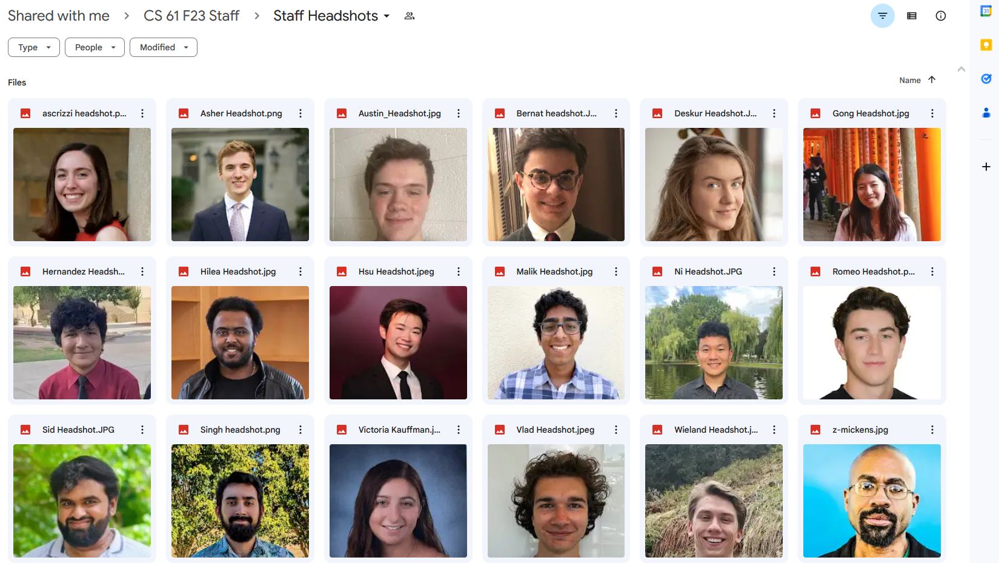 Shared with me > CS 61 F23 Staff > Staff Headshots
Type People Modified
Files
Name
31
ascrizzi headshot.p...
Asher Headshot.png
Austin_Headshot.jpg
Bernat headshot.J...
Deskur Headshot.J...
Gong Headshot.jpg
Hernandez Headsh...
Hilea Headshot.jpg
Hsu Headshot.jpeg
Malik Headshot.jpg
Ni Headshot.JPG
Romeo Headshot.p...
Sid Headshot.JPG
Singh headshot.png
Victoria Kauffman.j...
Vlad Headshot.jpeg
Wieland Headshot.j...
z-mickens.jpg